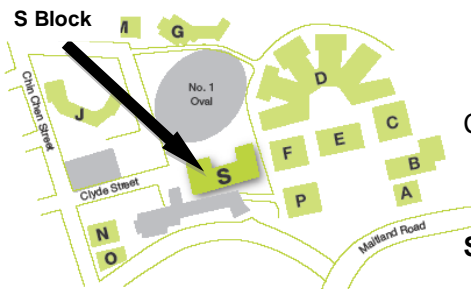 S Block
M
G
No. 1
Oval
D
Chin Chen Street
J
C
E
F
B
S
Clyde Street
A
P
N
O
Maitland Road